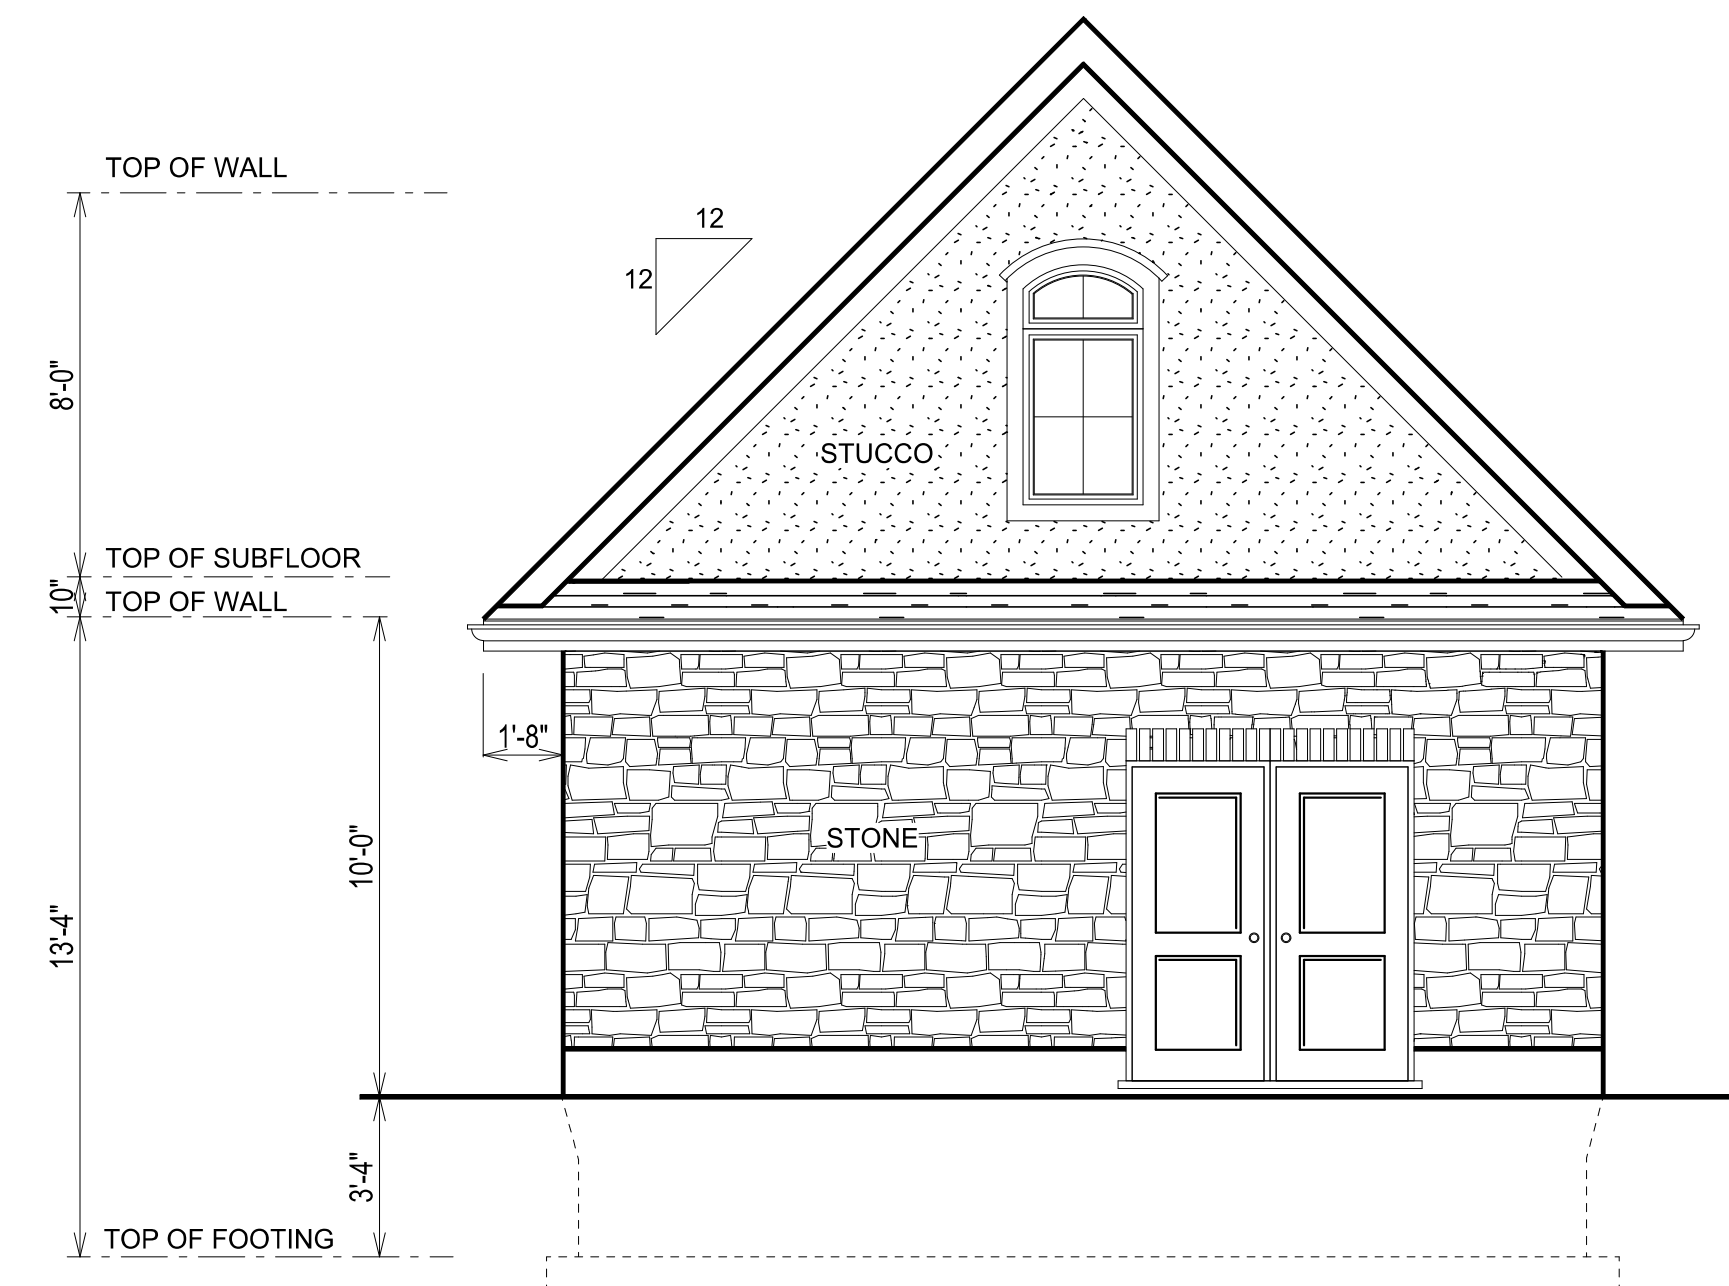 TOP OF WALL
12
12
8'-0"
STUCCO
TOP OF SUBFLOOR
10"
TOP OF WALL
1'-8"
STONE
10'-0"
13'-4"
3'-4"
TOP OF FOOTING